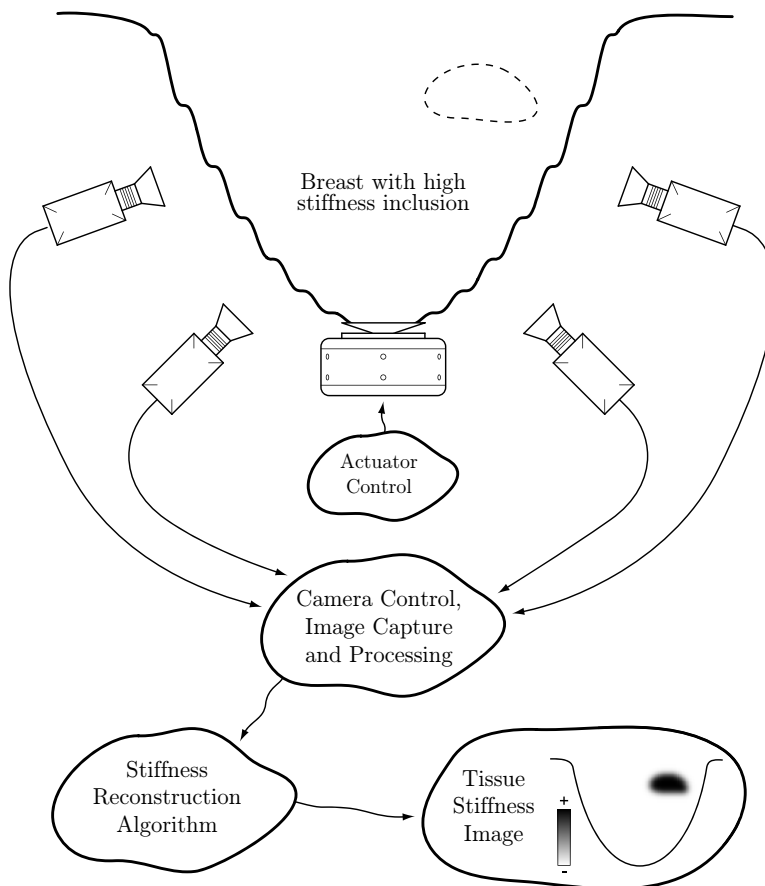 Breast with high
stiffness inclusion
Actuator
Control
Camera Control,
Image Capture
and Processing
Stiffness
Reconstruction
Algorithm
Tissue
Stiffness
Image
+
-